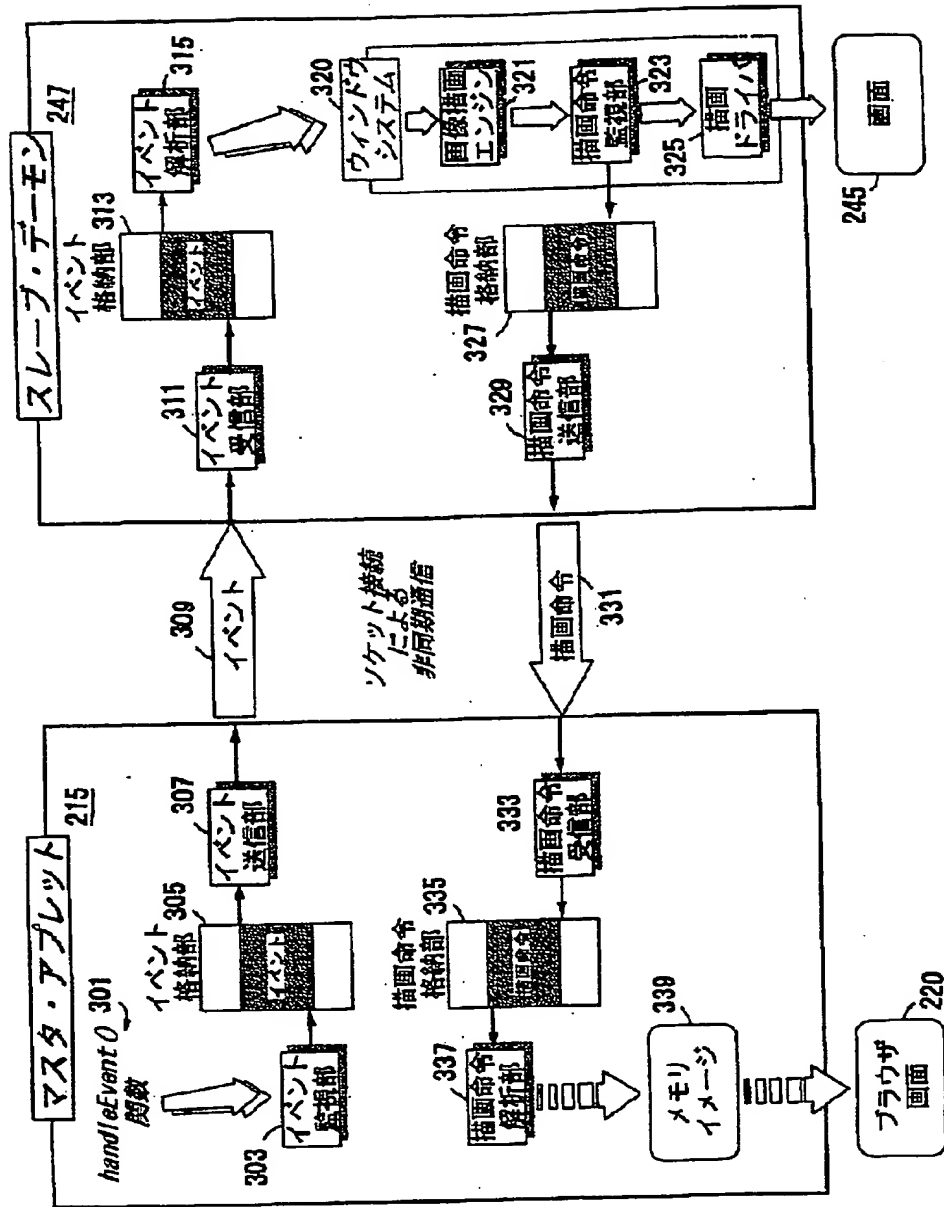 マスタ・アプレット
215
handleEvent()
関数
301
イベント
監視部
303
イベント
格納部
305
イベント
イベント
送信部
307
イベント
309
ソケット接続
による
非同期通信
描画命令
331
描画命令
受信部
333
描画命令
格納部
335
描画命令
描画命令
解析部
337
メモリ
イメージ
339
ブラウザ
画面
220
スレーブ・デーモン
247
イベント
受信部
311
イベント
格納部
313
イベント
イベント
解析部
315
ウィンドウ
システム
320
画像描画
エンジン
321
描画命令
監視部
323
描画
ドライバ
325
描画命令
格納部
327
描画命令
描画命令
送信部
329
画面
245